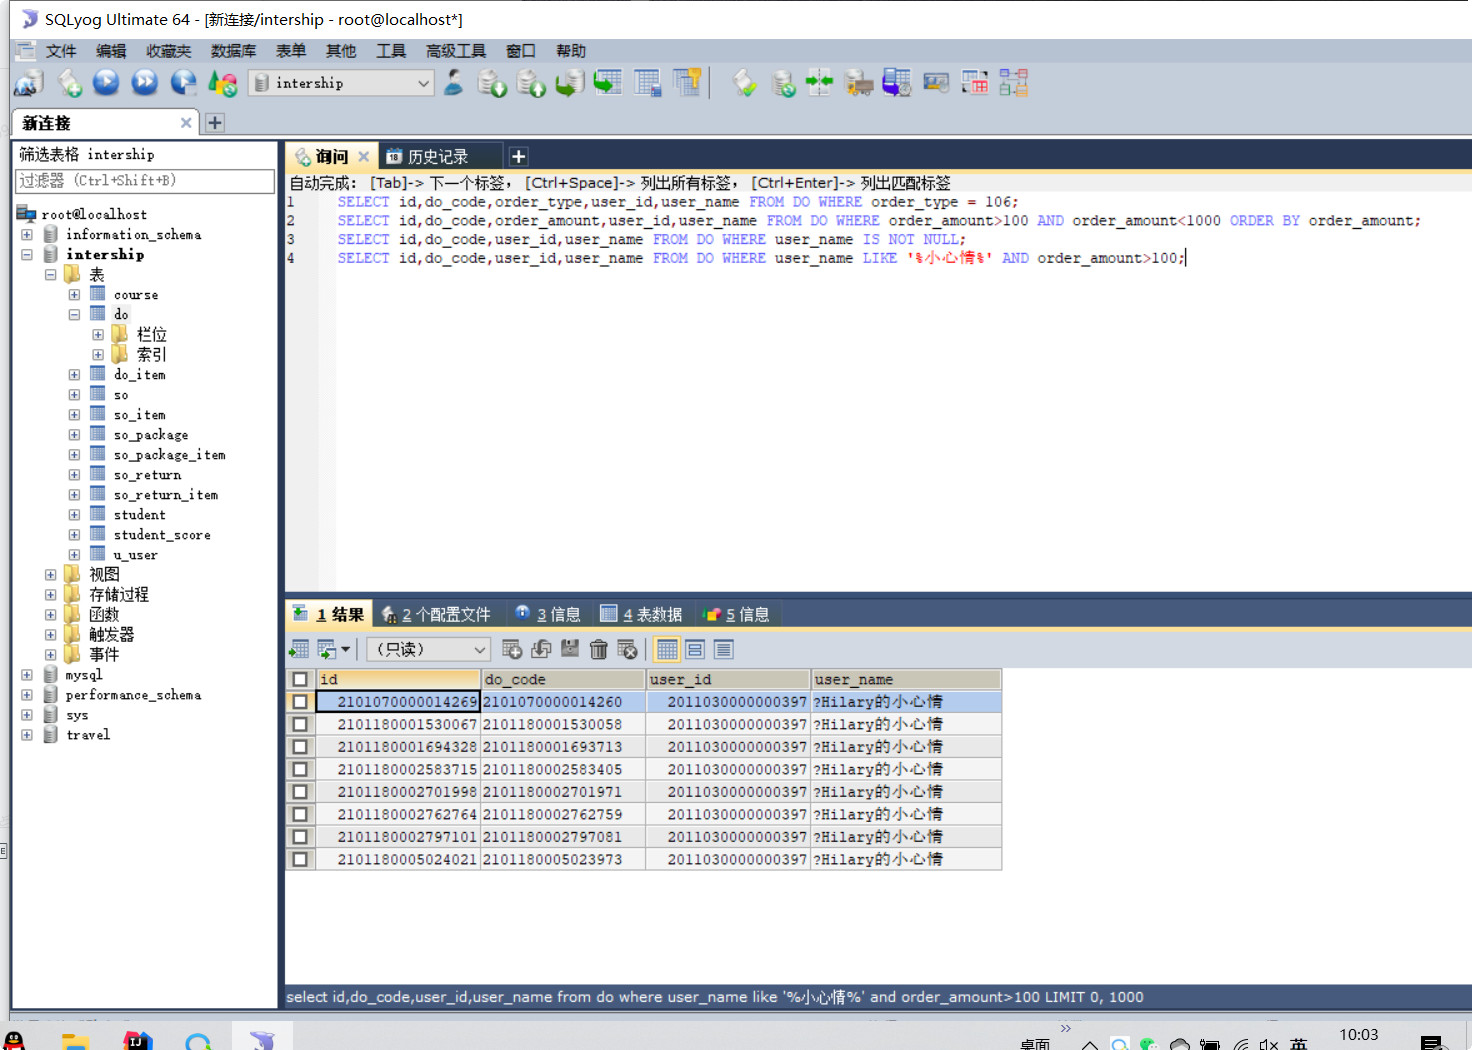 SQLyog Ultimate 64 - [新连接/intership - root@localhost*]
文件 编辑 收藏夹 数据库 表单 其他 工具 高级工具 窗口 帮助
intership
新连接
筛选表格 intership
过滤器 (Ctrl+Shift+B)
root@localhost
information_schema
intership
表
course
do
栏位
索引
do_item
so
so_item
so_package
so_package_item
so_return
so_return_item
student
student_score
u_user
视图
存储过程
函数
触发器
事件
mysql
performance_schema
sys
travel
询问 历史记录
自动完成: [Tab]-> 下一个标签, [Ctrl+Space]-> 列出所有标签, [Ctrl+Enter]-> 列出匹配标签
1 SELECT id,do_code,order_type,user_id,user_name FROM DO WHERE order_type = 106;
2 SELECT id,do_code,order_amount,user_id,user_name FROM DO WHERE order_amount>100 AND order_amount<1000 ORDER BY order_amount;
3 SELECT id,do_code,user_id,user_name FROM DO WHERE user_name IS NOT NULL;
4 SELECT id,do_code,user_id,user_name FROM DO WHERE user_name LIKE '%小心情%' AND order_amount>100;
1 结果 2 个配置文件 3 信息 4 表数据 5 信息
(只读)
id do_code user_id user_name
2101070000014269 2101070000014260 2011030000000397 ?Hilary的小心情
2101180001530067 2101180001530058 2011030000000397 ?Hilary的小心情
2101180001694328 2101180001693713 2011030000000397 ?Hilary的小心情
2101180002583715 2101180002583405 2011030000000397 ?Hilary的小心情
2101180002701998 2101180002701971 2011030000000397 ?Hilary的小心情
2101180002762764 2101180002762759 2011030000000397 ?Hilary的小心情
2101180002797101 2101180002797081 2011030000000397 ?Hilary的小心情
2101180005024021 2101180005023973 2011030000000397 ?Hilary的小心情
select id,do_code,user_id,user_name from do where user_name like '%小心情%' and order_amount>100 LIMIT 0, 1000
桌面 英 10:03